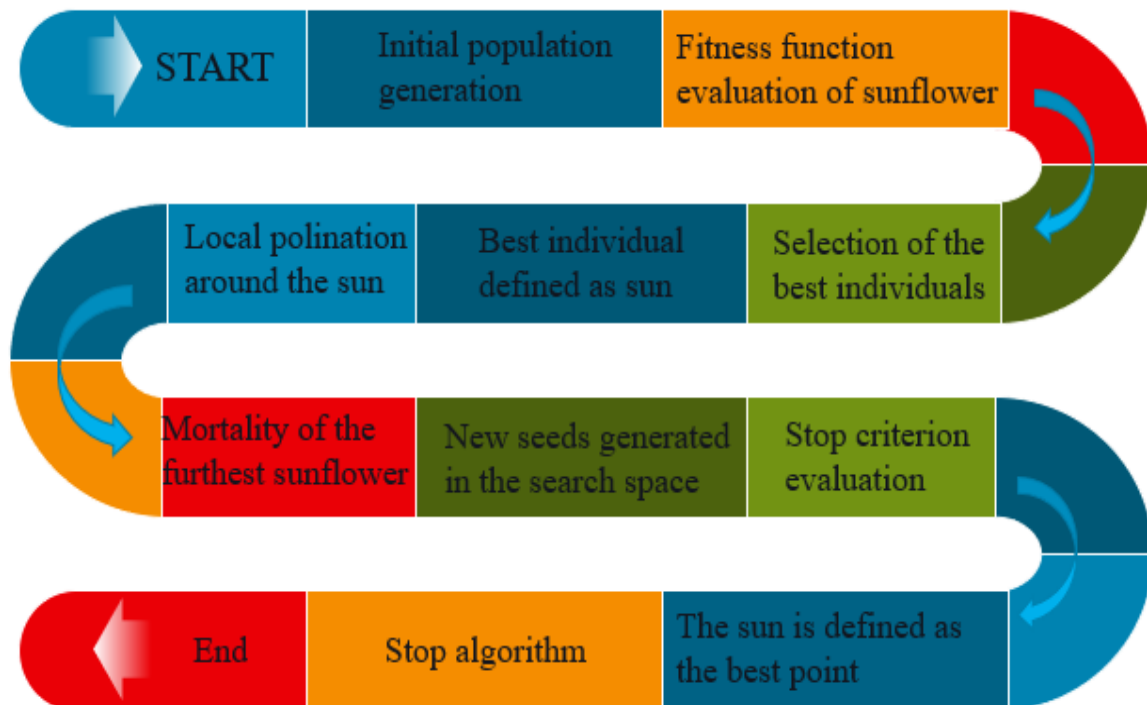 START
Initial population
generation
Fitness function
evaluation of sunflower
Selection of the
best individuals
Best individual
defined as sun
Local polination
around the sun
Mortality of the
furthest sunflower
New seeds generated
in the search space
Stop criterion
evaluation
The sun is defined as
the best point
Stop algorithm
End